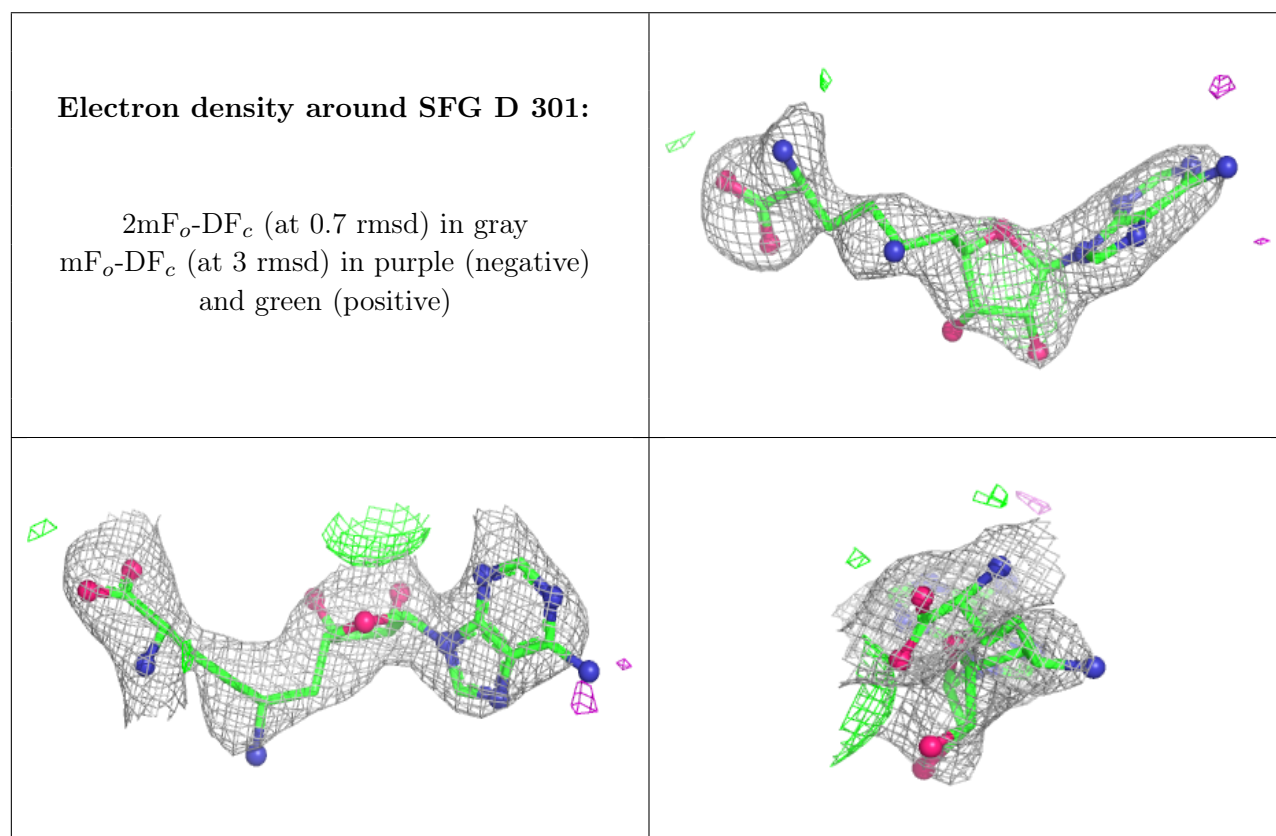 Electron density around SFG D 301:
2mFo-DFc (at 0.7 rmsd) in gray
mFo-DFc (at 3 rmsd) in purple (negative)
and green (positive)